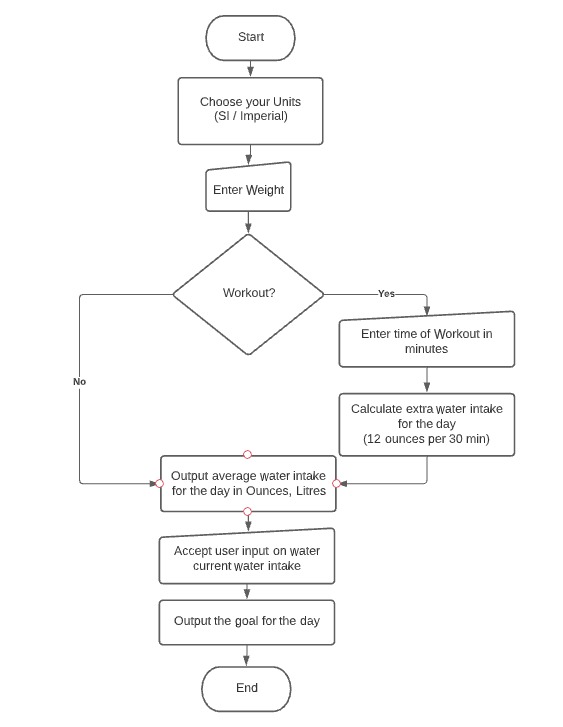 Start
Choose your Units
(SI / Imperial)
Enter Weight
Workout?
Yes
Enter time of Workout in
minutes
No
Calculate extra water intake
for the day
(12 ounces per 30 min)
Output average water intake
for the day in Ounces, Litres
Accept user input on water
current water intake
Output the goal for the day
End